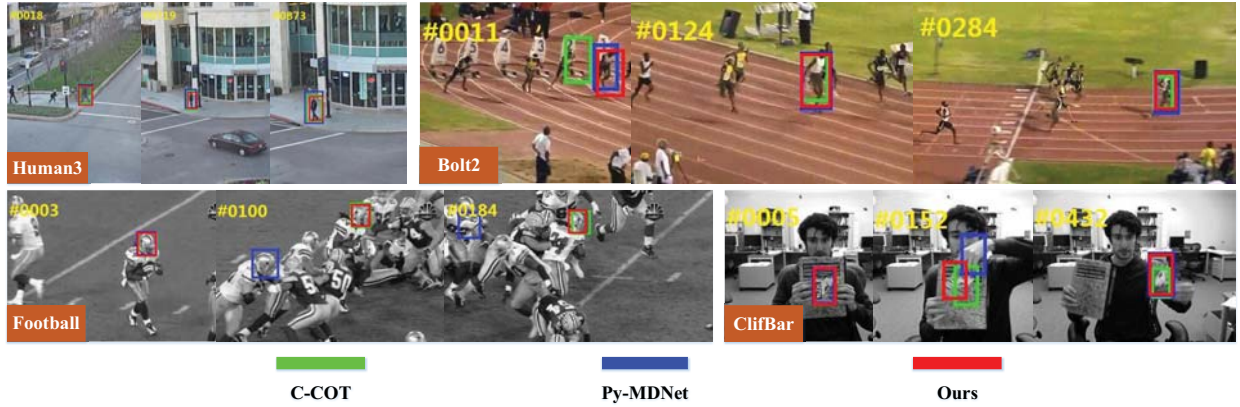 #0018
#0019
#0373
Human3
#0011
#0124
#0284
Bolt2
#0003
#0100
#0184
Football
#0005
#0152
#0432
ClifBar
C-COT
Py-MDNet
Ours